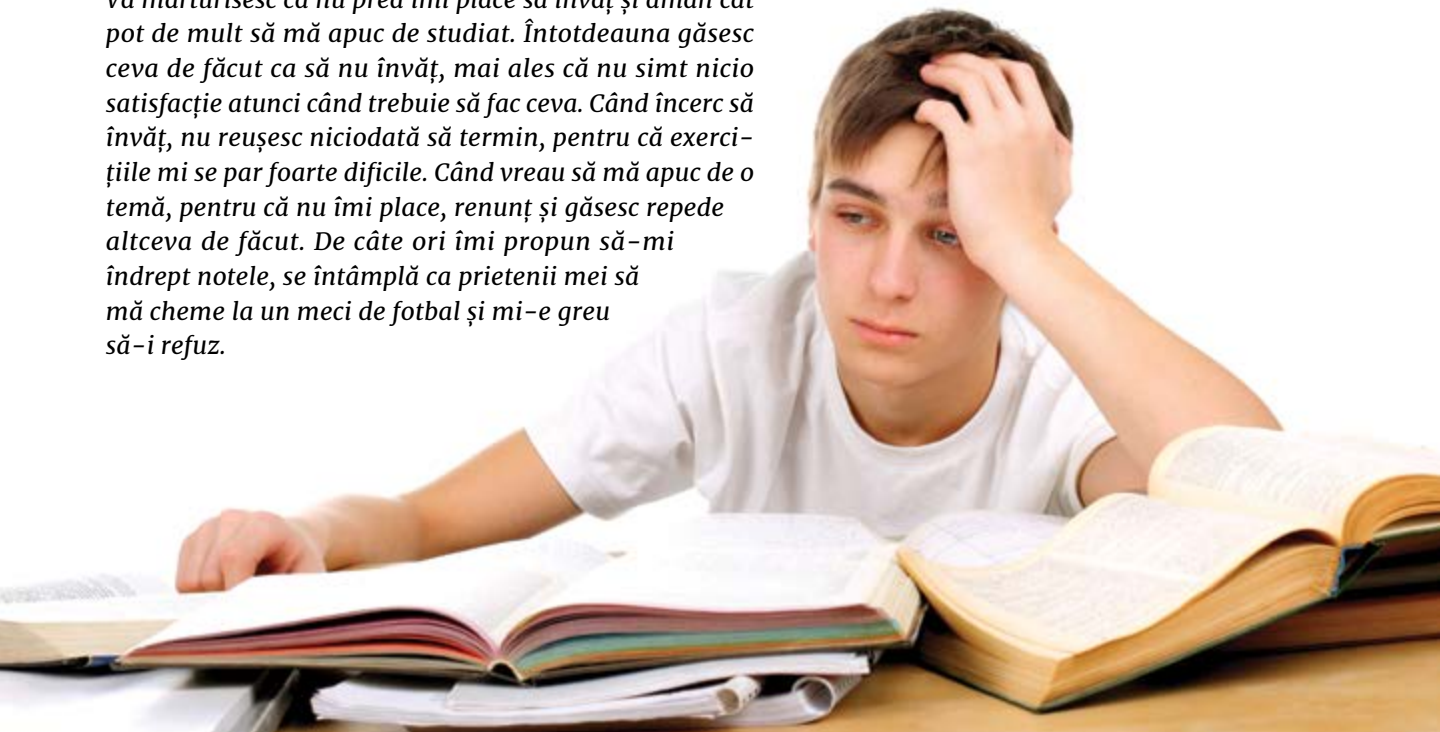 Vă mărturisesc că nu prea îmi place să învăț și amân cât
pot de mult să mă apuc de studiat. Întotdeauna găsesc
ceva de făcut ca să nu învăț, mai ales că nu simt nicio
satisfacție atunci când trebuie să fac ceva. Când încerc să
învăț, nu reușesc niciodată să termin, pentru că exerci-
țiile mi se par foarte dificile. Când vreau să mă apuc de o
temă, pentru că nu îmi place, renunț și găsesc repede
altceva de făcut. De câte ori îmi propun să-mi
îndrept notele, se întâmplă ca prietenii mei să
mă cheme la un meci de fotbal și mi-e greu
să-i refuz.